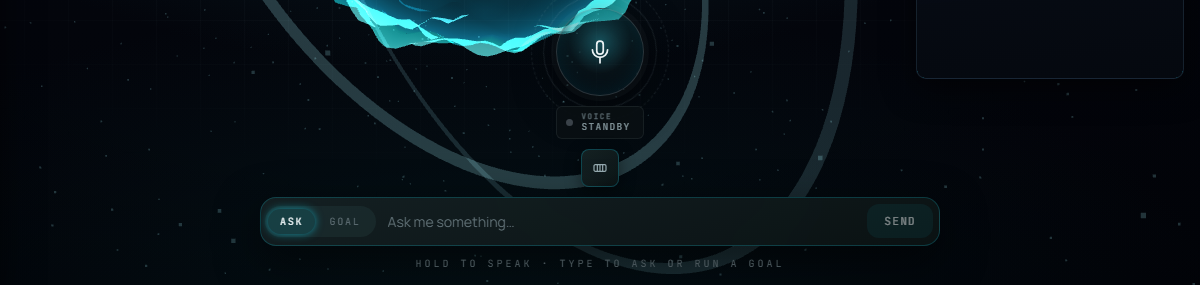 VOICE
STANDBY
ASK GOAL Ask me something... SEND
HOLD TO SPEAK · TYPE TO ASK OR RUN A GOAL